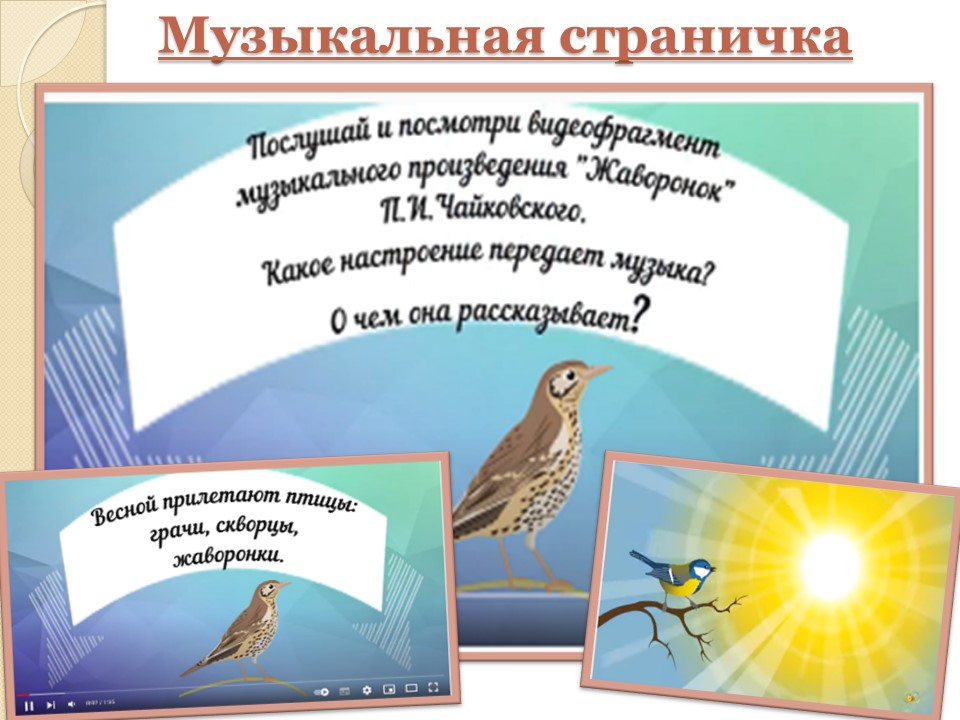 Музыкальная страничка
Послушай и посмотри видеофрагмент
музыкального произведения "Жаворонок"
П.И.Чайковского.
Какое настроение передает музыка?
О чем она рассказывает?
Весной прилетают птицы:
грачи, скворцы,
жаворонки.